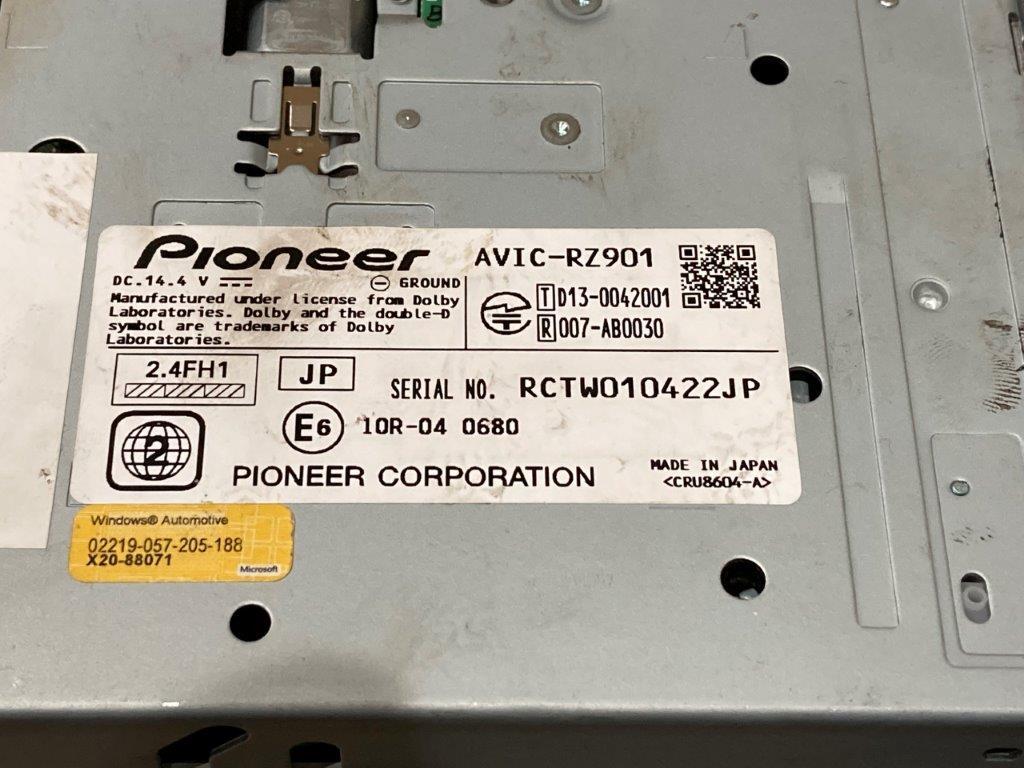 Pioneer
AVIC-RZ901
DC.14.4 V
GROUND
Manufactured under license from Dolby
Laboratories. Dolby and the double-D
symbol are trademarks of Dolby
Laboratories.
T D13-0042001
R 007-AB0030
2.4FH1
JP
SERIAL NO. RCTW010422JP
2
E6 10R-04 0680
PIONEER CORPORATION
MADE IN JAPAN
<CRU8604-A>
Windows® Automotive
02219-057-205-188
X20-88071
Microsoft